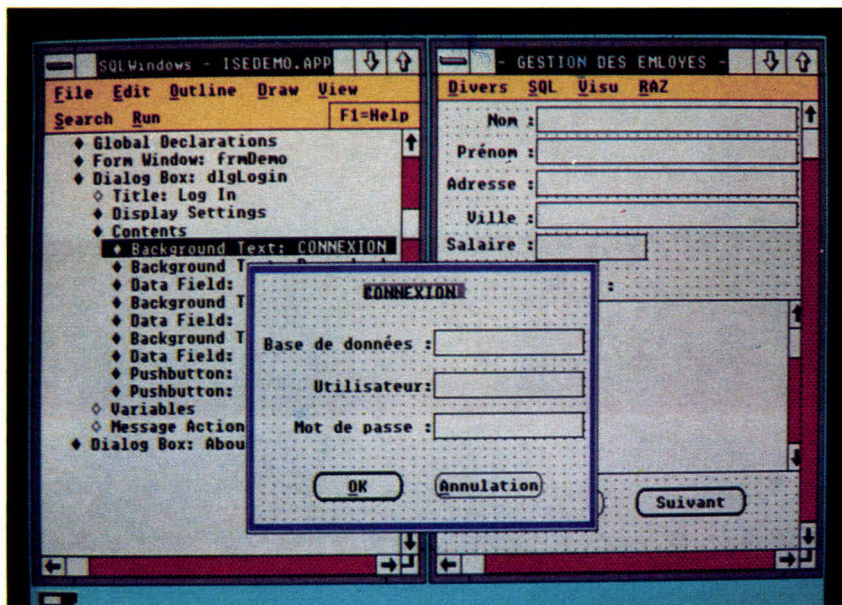 SQLWindows - ISEDEMO.APP
File Edit Outline Draw View
Search Run F1=Help
Global Declarations
Form Window: frmDemo
Dialog Box: dlgLogin
Title: Log In
Display Settings
Contents
Background Text: CONNEXION
Background
Data Field:
Background T
Data Field:
Background T
Data Field:
Pushbutton:
Pushbutton:
Variables
Message Action
Dialog Box: Abou
- GESTION DES EMLOYES -
Divers SQL Visu RAZ
Nom :
Prénom :
Adresse :
Ville :
Salaire :
:
Suivant
CONNEXION
Base de données :
Utilisateur:
Mot de passe :
OK Annulation